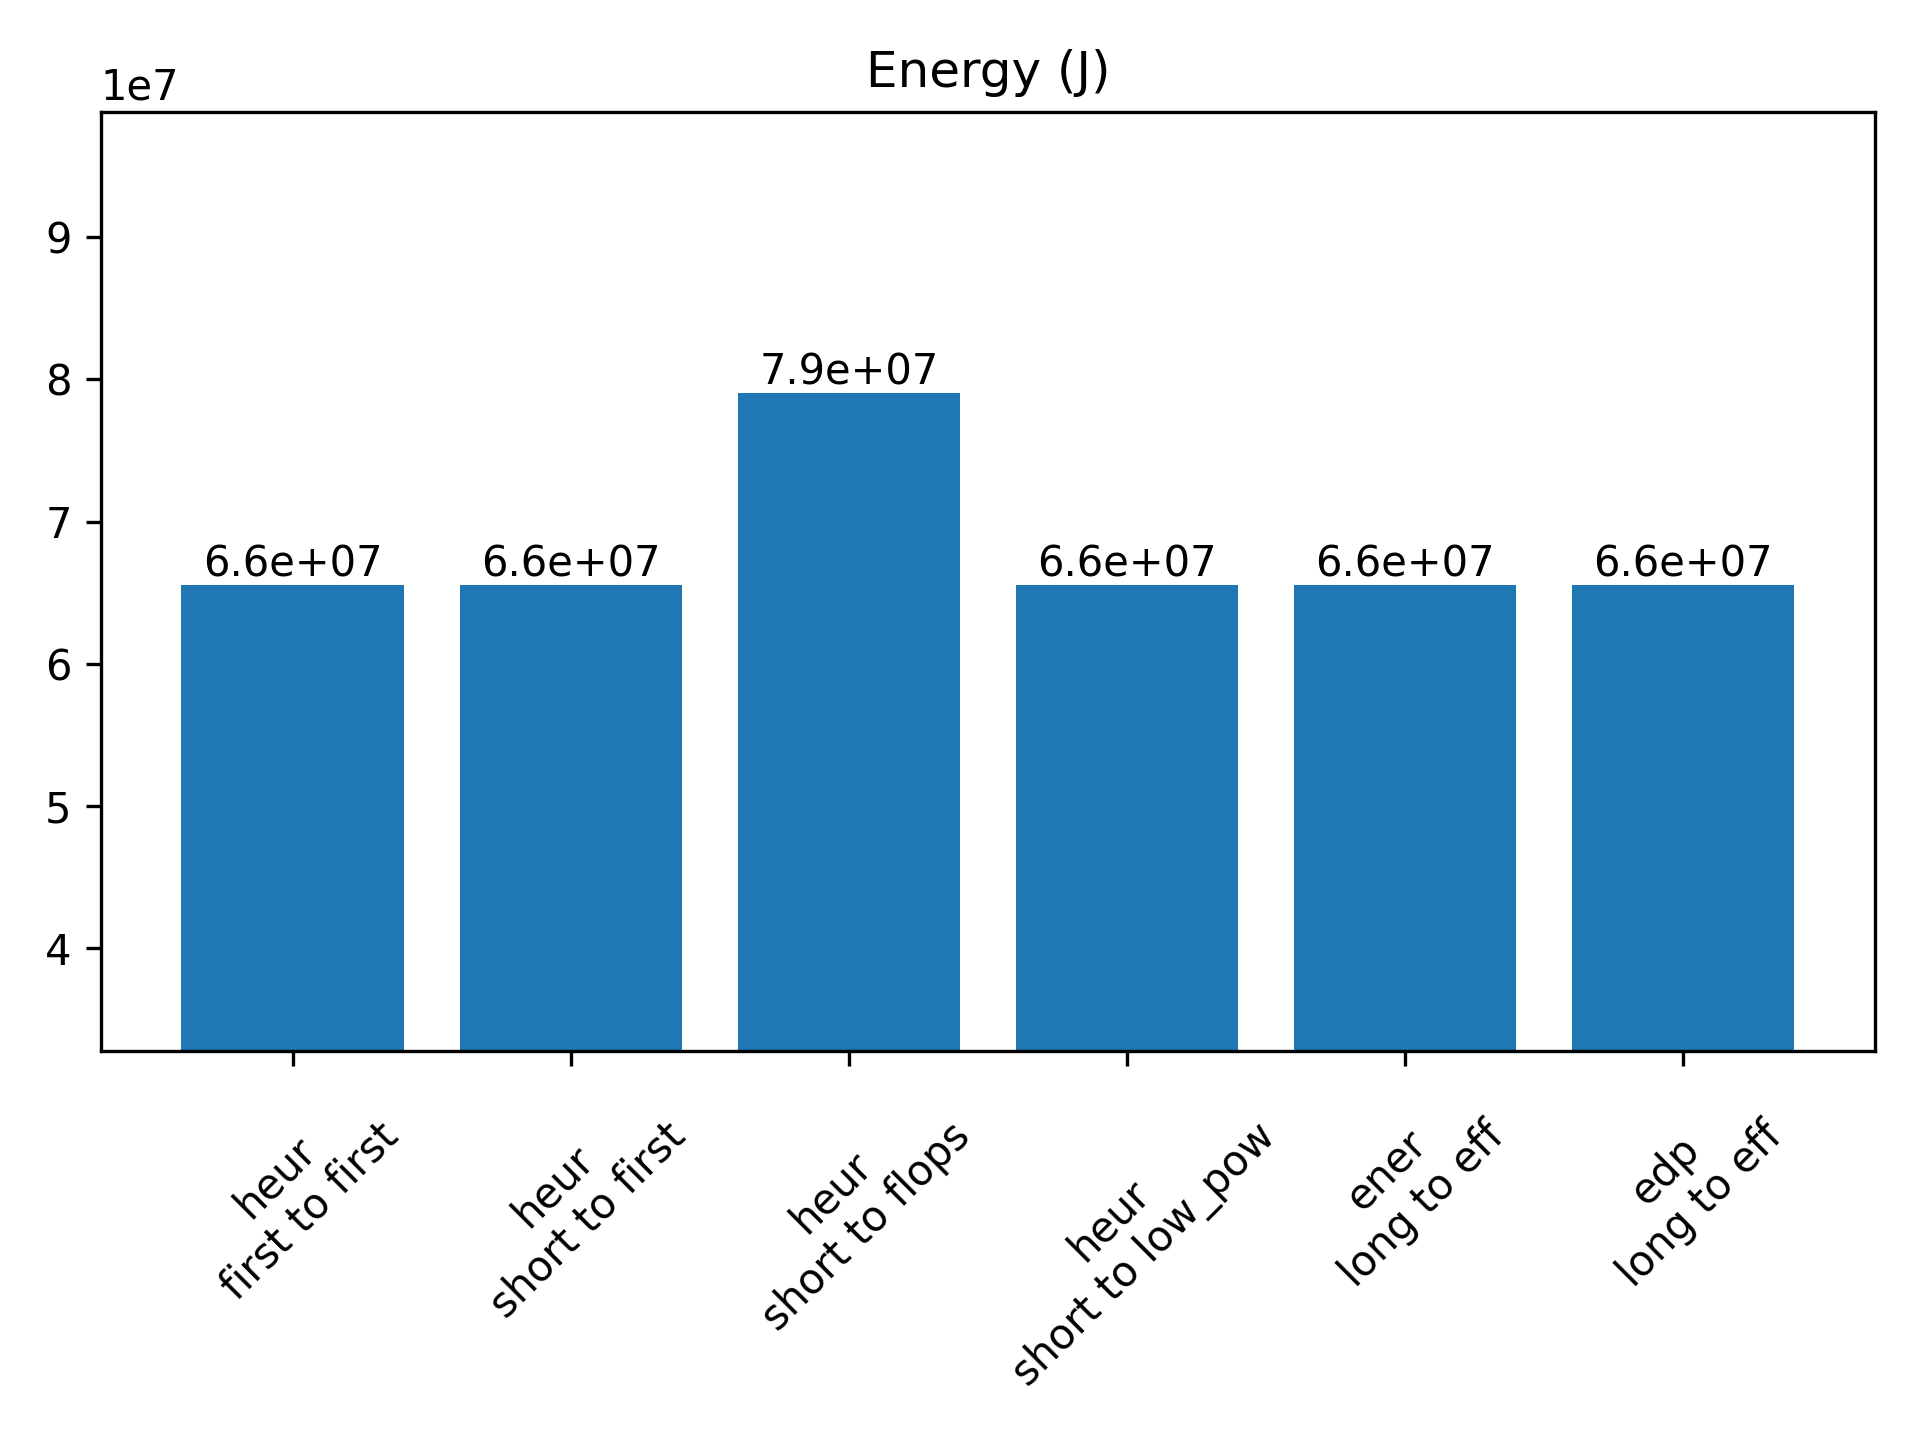 Energy (J)
1e7
9
8
7
6
5
4
6.6e+07
6.6e+07
7.9e+07
6.6e+07
6.6e+07
6.6e+07
heur
first to first
heur
short to first
heur
short to flops
heur
short to low_pow
ener
long to eff
edp
long to eff